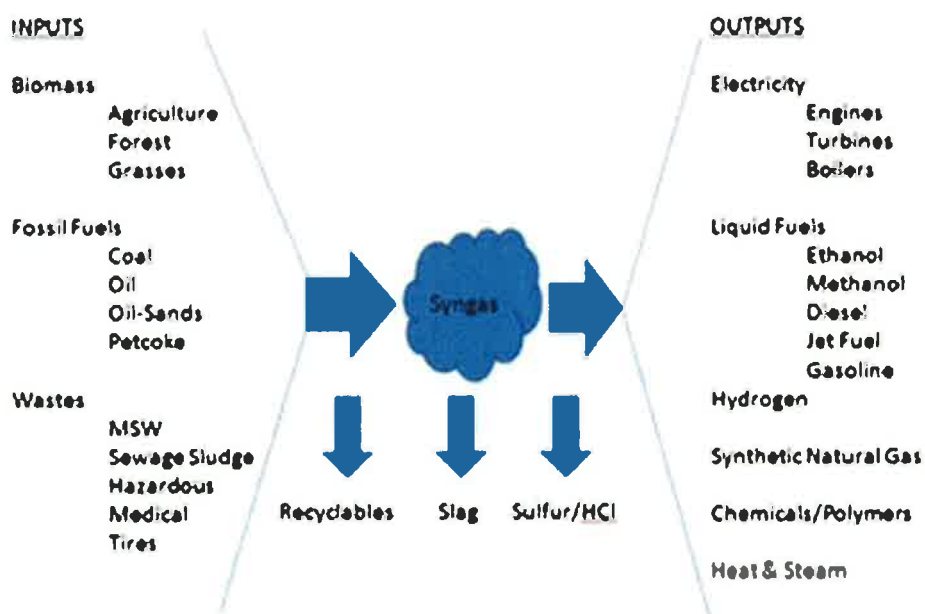 INPUTS
Biomass
Agriculture
Forest
Grasses
Fossil Fuels
Coal
Oil
Oil-Sands
Petcoke
Wastes
MSW
Sewage Sludge
Hazardous
Medical
Tires
Syngas
Recyclables
Slag
Sulfur/HCl
OUTPUTS
Electricity
Engines
Turbines
Boilers
Liquid Fuels
Ethanol
Methanol
Diesel
Jet Fuel
Gasoline
Hydrogen
Synthetic Natural Gas
Chemicals/Polymers
Heat & Steam